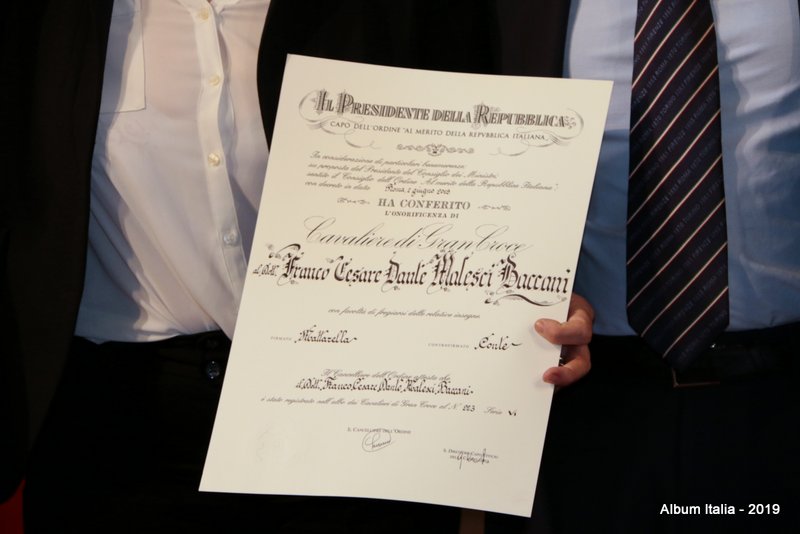 IL PRESIDENTE DELLA REPUBBLICA
CAPO DELL'ORDINE "AL MERITO DELLA REPVBBLICA ITALIANA"
In considerazione di particolari benemerenze;
su proposta del Presidente del Consiglio dei Ministri;
sentito il Consiglio dell'Ordine "Al merito della Repubblica Italiana";
con decreto in data Roma, 2 giugno
HA CONFERITO
L'ONORIFICENZA DI
Cavaliere di Gran Croce
al Dott. Franco Cesare Dante Malesci Baccani
con facoltà di fregiarsi delle relative insegne.
FIRMATO Mattarella CONTROFIRMATO Conte
Il Cancelliere dell'Ordine attesta che
il Dott. Franco Cesare Dante Malesci Baccani
è stato registrato nell'albo dei Cavalieri di Gran Croce al N. 203 Serie VI
IL CANCELLIERE DELL'ORDINE
Album Italia - 2019